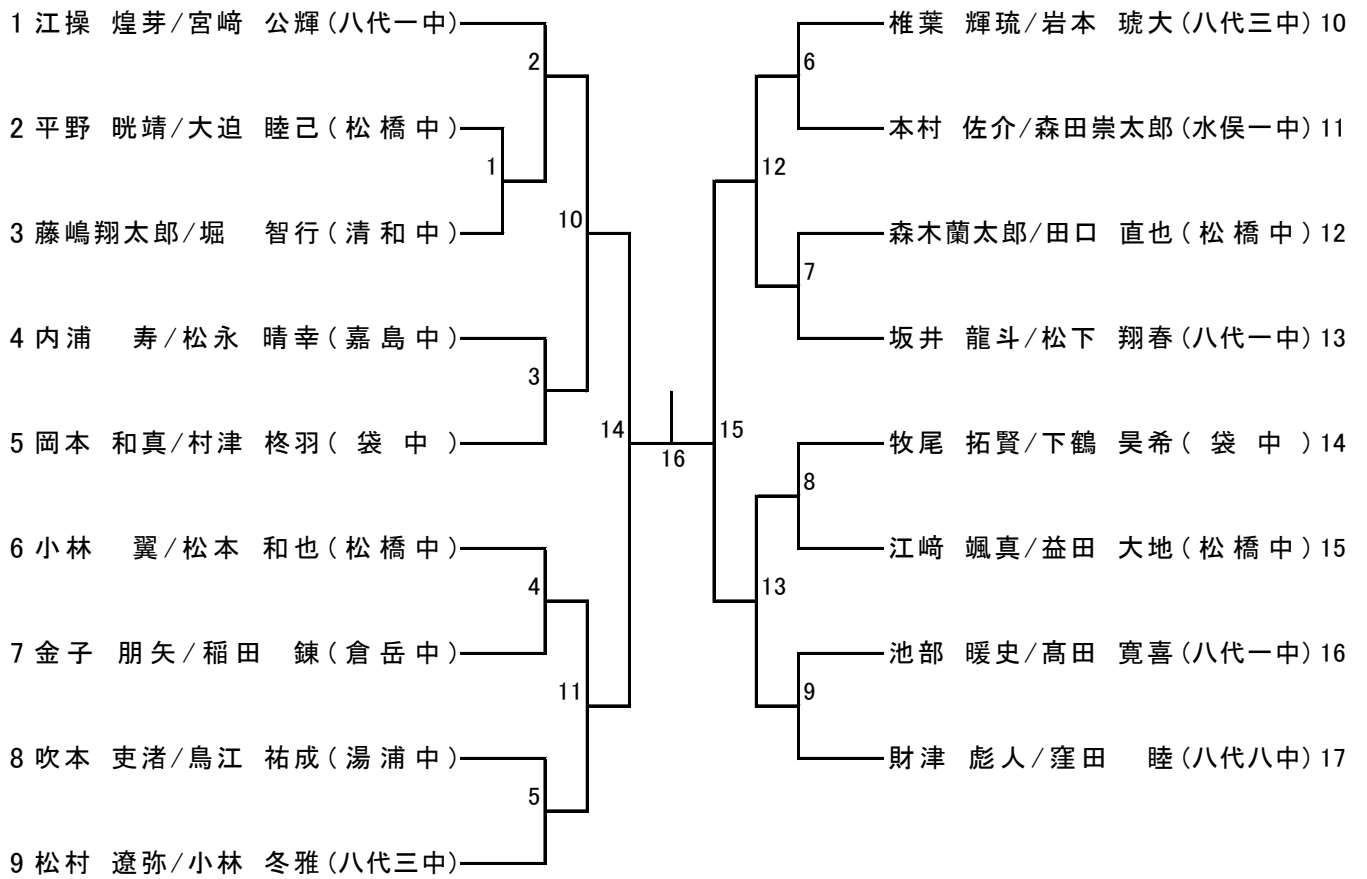 1 江操 煌芽/宮﨑 公輝(八代一中)
2 平野 晄靖/大迫 睦己(松橋中)
3 藤嶋翔太郎/堀 智行(清和中)
4 内浦 寿/松永 晴幸(嘉島中)
5 岡本 和真/村津 柊羽(袋中)
6 小林 翼/松本 和也(松橋中)
7 金子 朋矢/稲田 錬(倉岳中)
8 吹本 吏渚/鳥江 祐成(湯浦中)
9 松村 遼弥/小林 冬雅(八代三中)
2
1
10
3
14
4
11
5
16
椎葉 輝琉/岩本 琥大(八代三中) 10
本村 佐介/森田崇太郎(水俣一中) 11
森木蘭太郎/田口 直也(松橋中) 12
坂井 龍斗/松下 翔春(八代一中) 13
牧尾 拓賢/下鶴 昊希(袋中) 14
江﨑 颯真/益田 大地(松橋中) 15
池部 暖史/髙田 寛喜(八代一中) 16
財津 彪人/窪田 睦(八代八中) 17
6
12
7
15
8
13
9